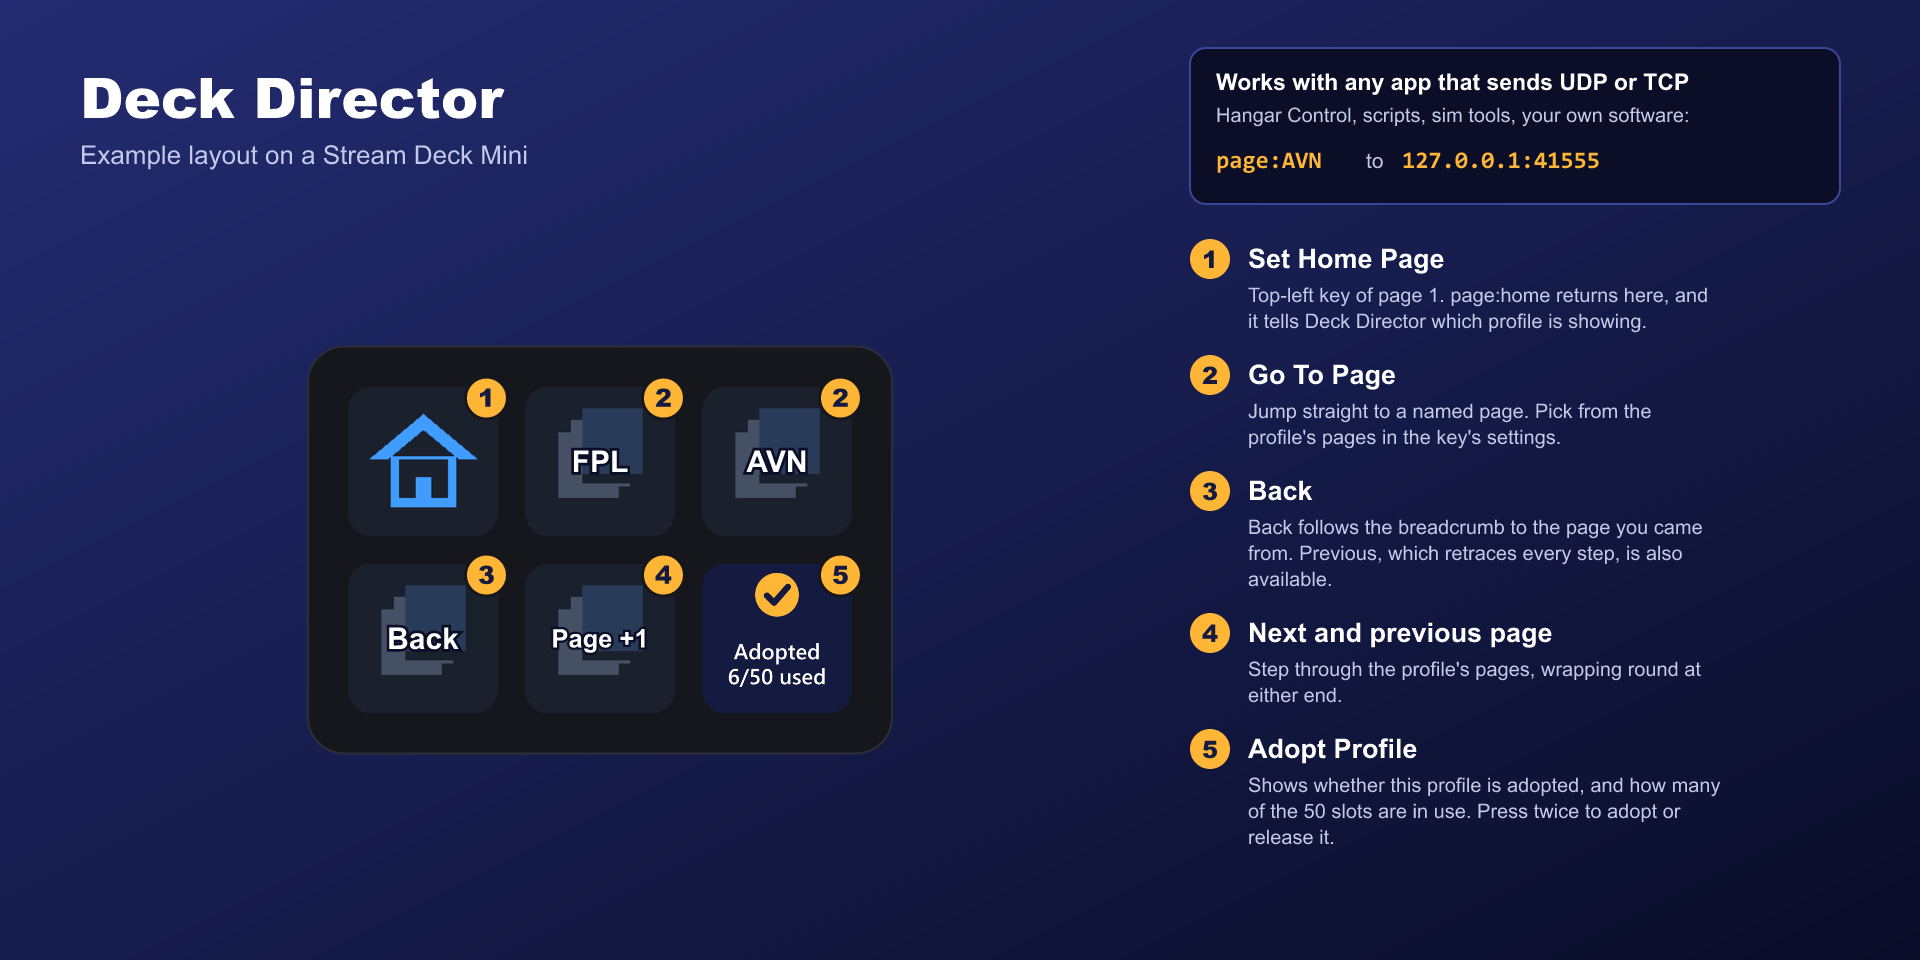 Deck Director
Example layout on a Stream Deck Mini
1
2
FPL
2
AVN
3
Back
4
Page +1
5
Adopted
6/50 used
Works with any app that sends UDP or TCP
Hangar Control, scripts, sim tools, your own software:
page:AVN to 127.0.0.1:41555
1 Set Home Page
Top-left key of page 1. page:home returns here, and
it tells Deck Director which profile is showing.
2 Go To Page
Jump straight to a named page. Pick from the
profile's pages in the key's settings.
3 Back
Back follows the breadcrumb to the page you came
from. Previous, which retraces every step, is also
available.
4 Next and previous page
Step through the profile's pages, wrapping round at
either end.
5 Adopt Profile
Shows whether this profile is adopted, and how many
of the 50 slots are in use. Press twice to adopt or
release it.